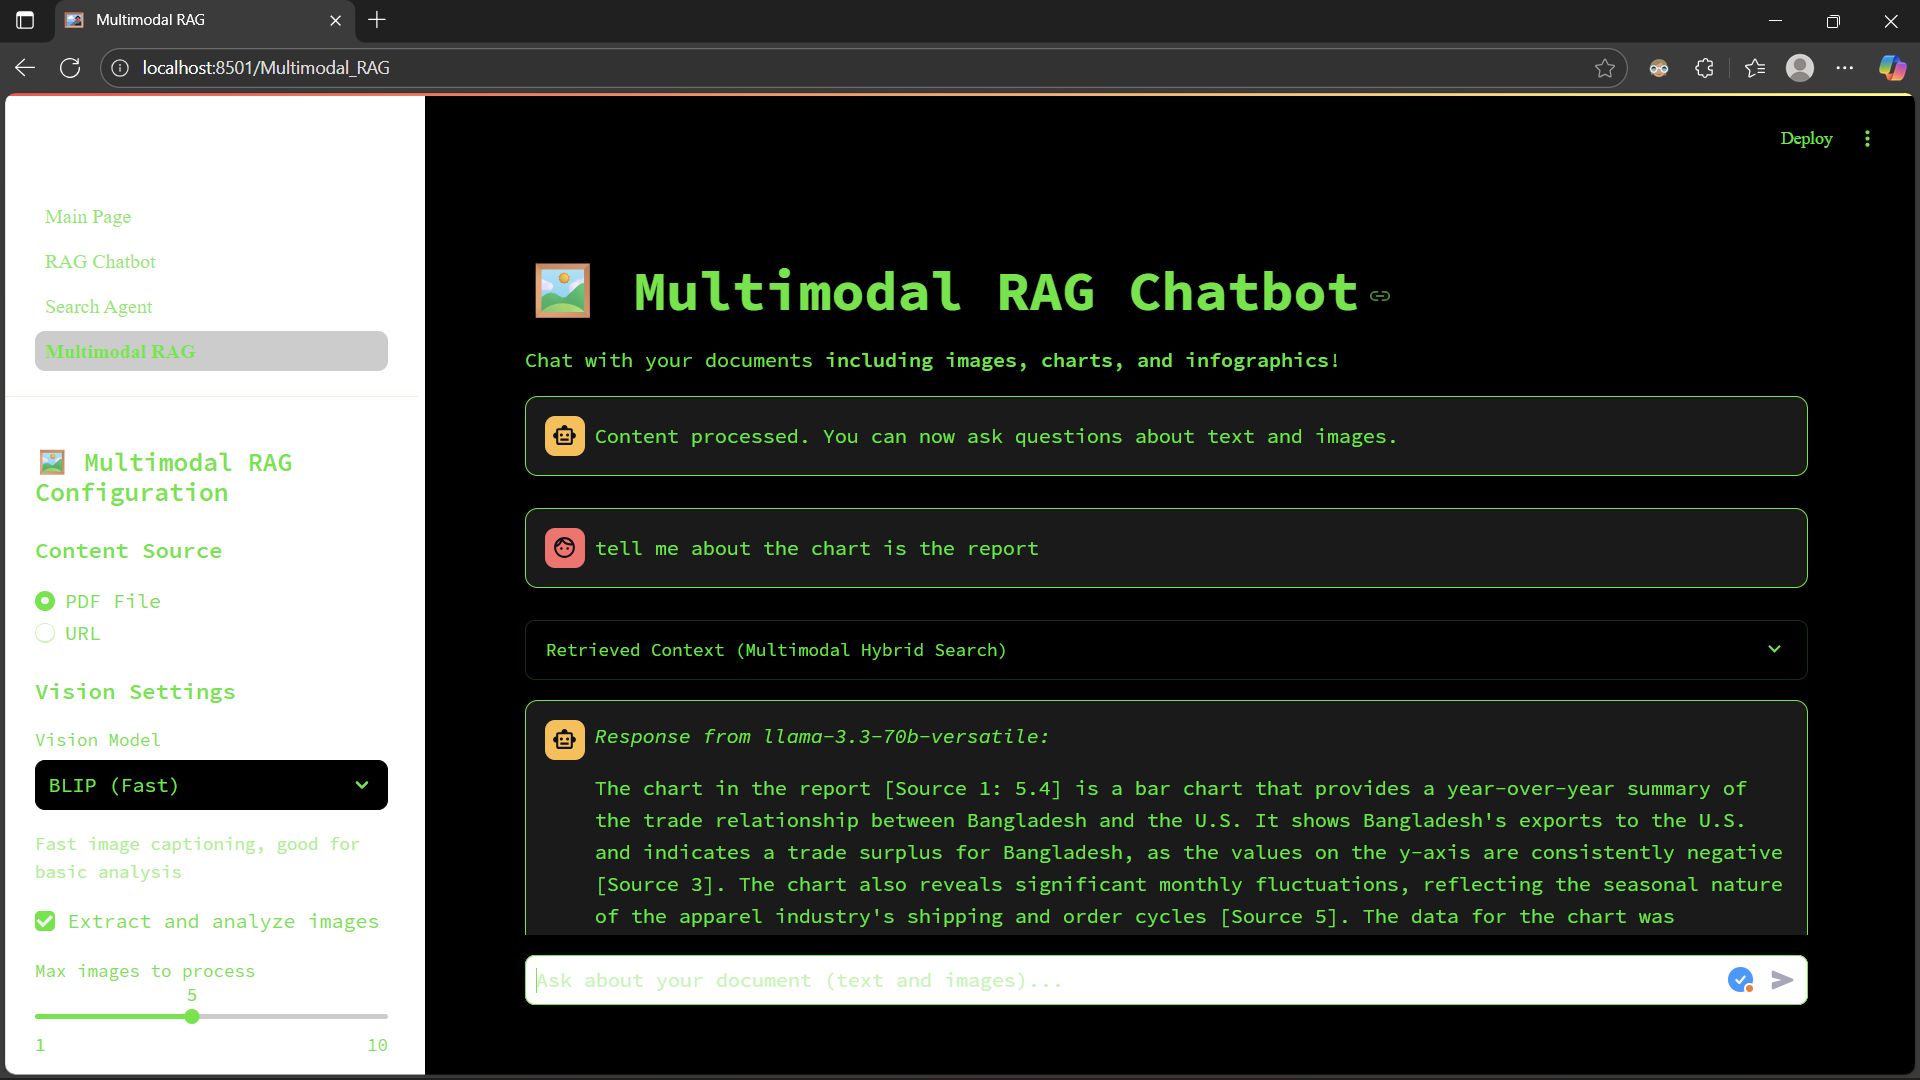 Multimodal RAG
localhost:8501/Multimodal_RAG
Deploy
Main Page
RAG Chatbot
Search Agent
Multimodal RAG
Multimodal RAG
Configuration
Content Source
PDF File
URL
Vision Settings
Vision Model
BLIP (Fast)
Fast image captioning, good for
basic analysis
Extract and analyze images
Max images to process
5
1
10
Multimodal RAG Chatbot
Chat with your documents including images, charts, and infographics!
Content processed. You can now ask questions about text and images.
tell me about the chart is the report
Retrieved Context (Multimodal Hybrid Search)
Response from llama-3.3-70b-versatile:
The chart in the report [Source 1: 5.4] is a bar chart that provides a year-over-year summary of
the trade relationship between Bangladesh and the U.S. It shows Bangladesh's exports to the U.S.
and indicates a trade surplus for Bangladesh, as the values on the y-axis are consistently negative
[Source 3]. The chart also reveals significant monthly fluctuations, reflecting the seasonal nature
of the apparel industry's shipping and order cycles [Source 5]. The data for the chart was
Ask about your document (text and images)...